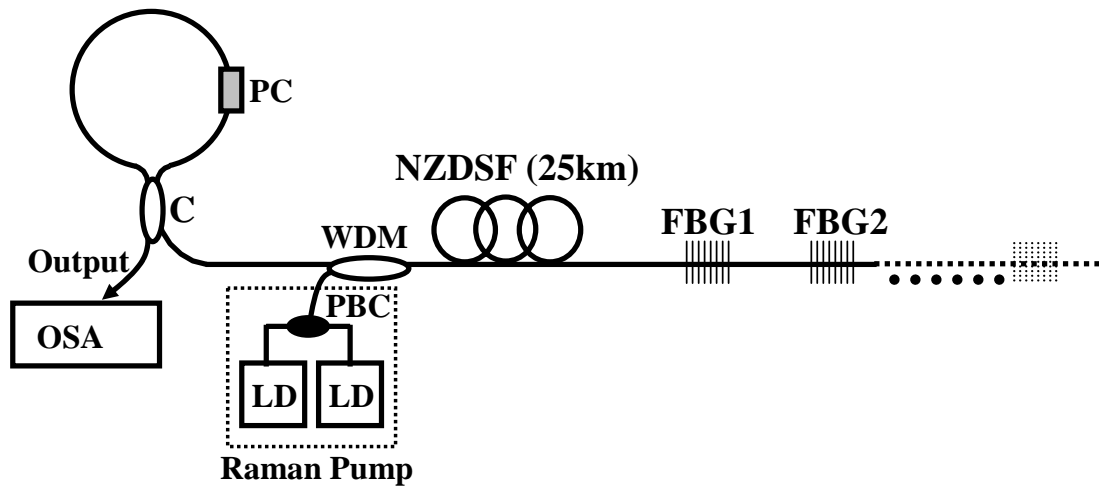 PC
NZDSF (25km)
C
FBG1
FBG2
WDM
Output
PBC
OSA
LD
LD
Raman Pump